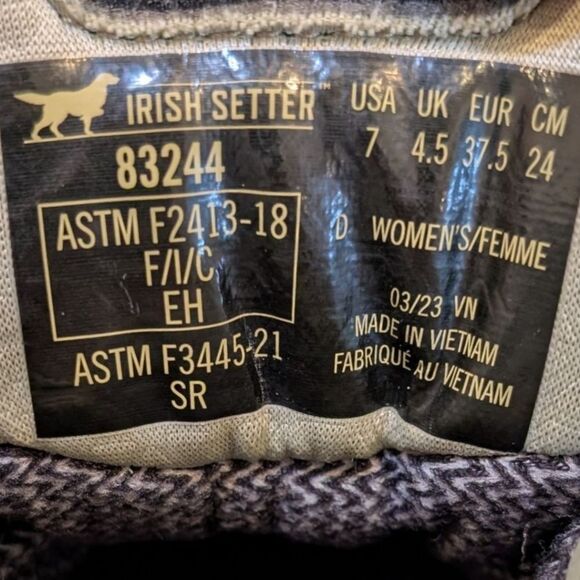 IRISH SETTER™
83244
ASTM F2413-18
F/I/C
EH
ASTM F3445-21
SR
USA UK EUR CM
7 4.5 37.5 24
D WOMEN'S/FEMME
03/23 VN
MADE IN VIETNAM
FABRIQUÉ AU VIETNAM